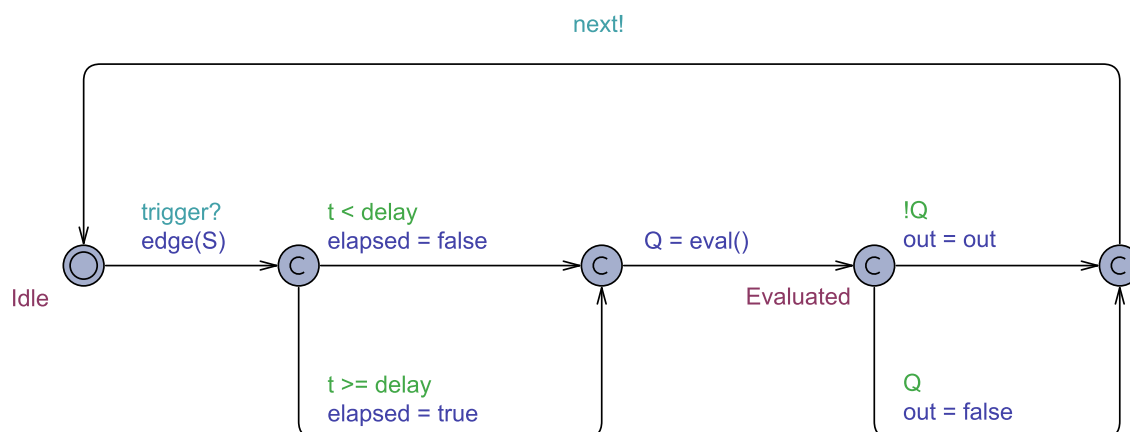 next!
trigger?
edge(S)
t < delay
elapsed = false
Q = eval()
!Q
out = out
C
C
C
C
Idle
Evaluated
t >= delay
elapsed = true
Q
out = false